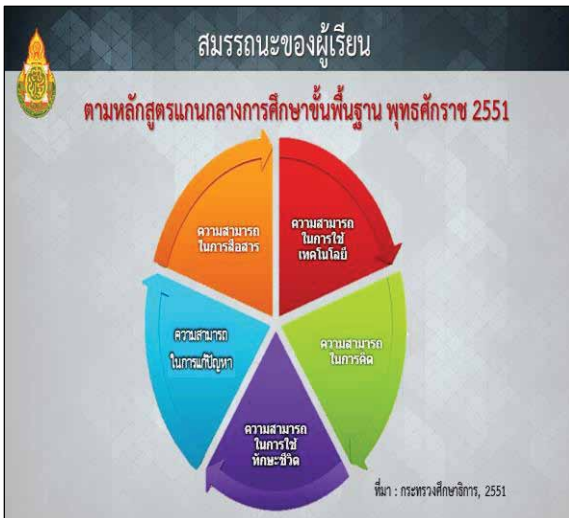 สมรรถนะของผู้เรียน
ตามหลักสูตรแกนกลางการศึกษาขั้นพื้นฐาน พุทธศักราช 2551
ความสามารถ
ในการสื่อสาร
ความสามารถ
ในการใช้
เทคโนโลยี
ความสามารถ
ในการแก้ปัญหา
ความสามารถ
ในการคิด
ความสามารถ
ในการใช้
ทักษะชีวิต
ที่มา : กระทรวงศึกษาธิการ, 2551